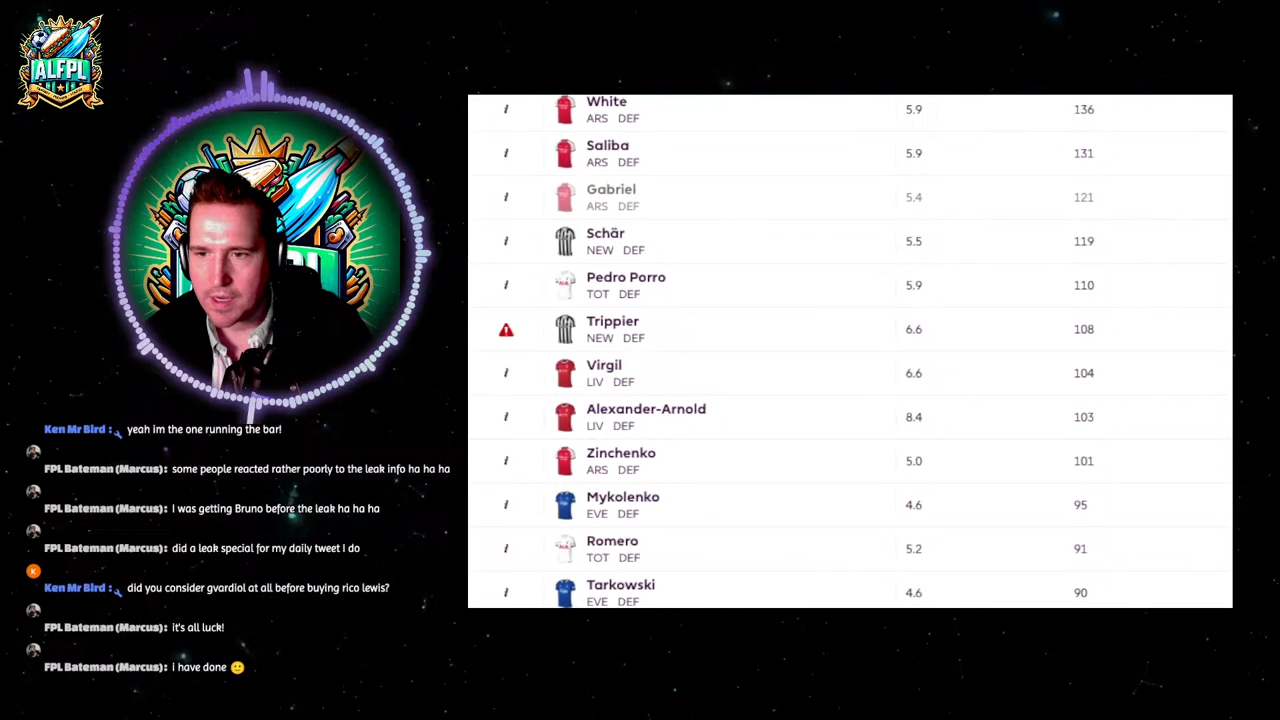 ALFPL
Ken Mr Bird : yeah im the one running the bar!
FPL Bateman (Marcus): some people reacted rather poorly to the leak info ha ha ha
FPL Bateman (Marcus): I was getting Bruno before the leak ha ha ha
FPL Bateman (Marcus): did a leak special for my daily tweet I do
K
Ken Mr Bird : did you consider gvardiol at all before buying rico lewis?
FPL Bateman (Marcus): it's all luck!
FPL Bateman (Marcus): i have done 🙂
i White 5.9 136
ARS DEF
i Saliba 5.9 131
ARS DEF
i Gabriel 5.4 121
ARS DEF
i Schär 5.5 119
NEW DEF
i Pedro Porro 5.9 110
TOT DEF
Trippier 6.6 108
NEW DEF
i Virgil 6.6 104
LIV DEF
i Alexander-Arnold 8.4 103
LIV DEF
i Zinchenko 5.0 101
ARS DEF
i Mykolenko 4.6 95
EVE DEF
i Romero 5.2 91
TOT DEF
i Tarkowski 4.6 90
EVE DEF